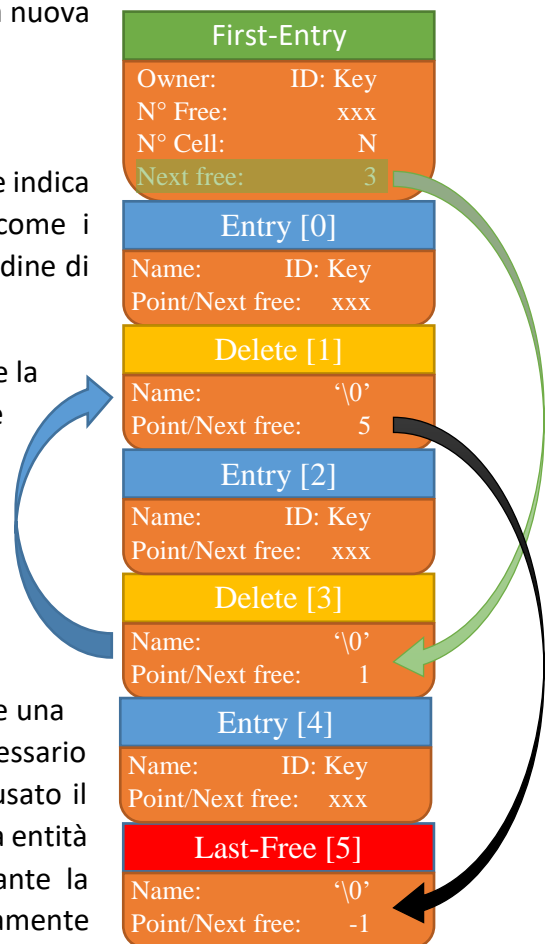 nuova
First-Entry
Owner: ID: Key
N° Free: xxx
N° Cell: N
Next free: 3
e indica
come i
dine di
Entry [0]
Name: ID: Key
Point/Next free: xxx
e la
e
Delete [1]
Name: ‘\0’
Point/Next free: 5
Entry [2]
Name: ID: Key
Point/Next free: xxx
Delete [3]
Name: ‘\0’
Point/Next free: 1
e una
essario
usato il
a entità
ante la
amente
Entry [4]
Name: ID: Key
Point/Next free: xxx
Last-Free [5]
Name: ‘\0’
Point/Next free: -1